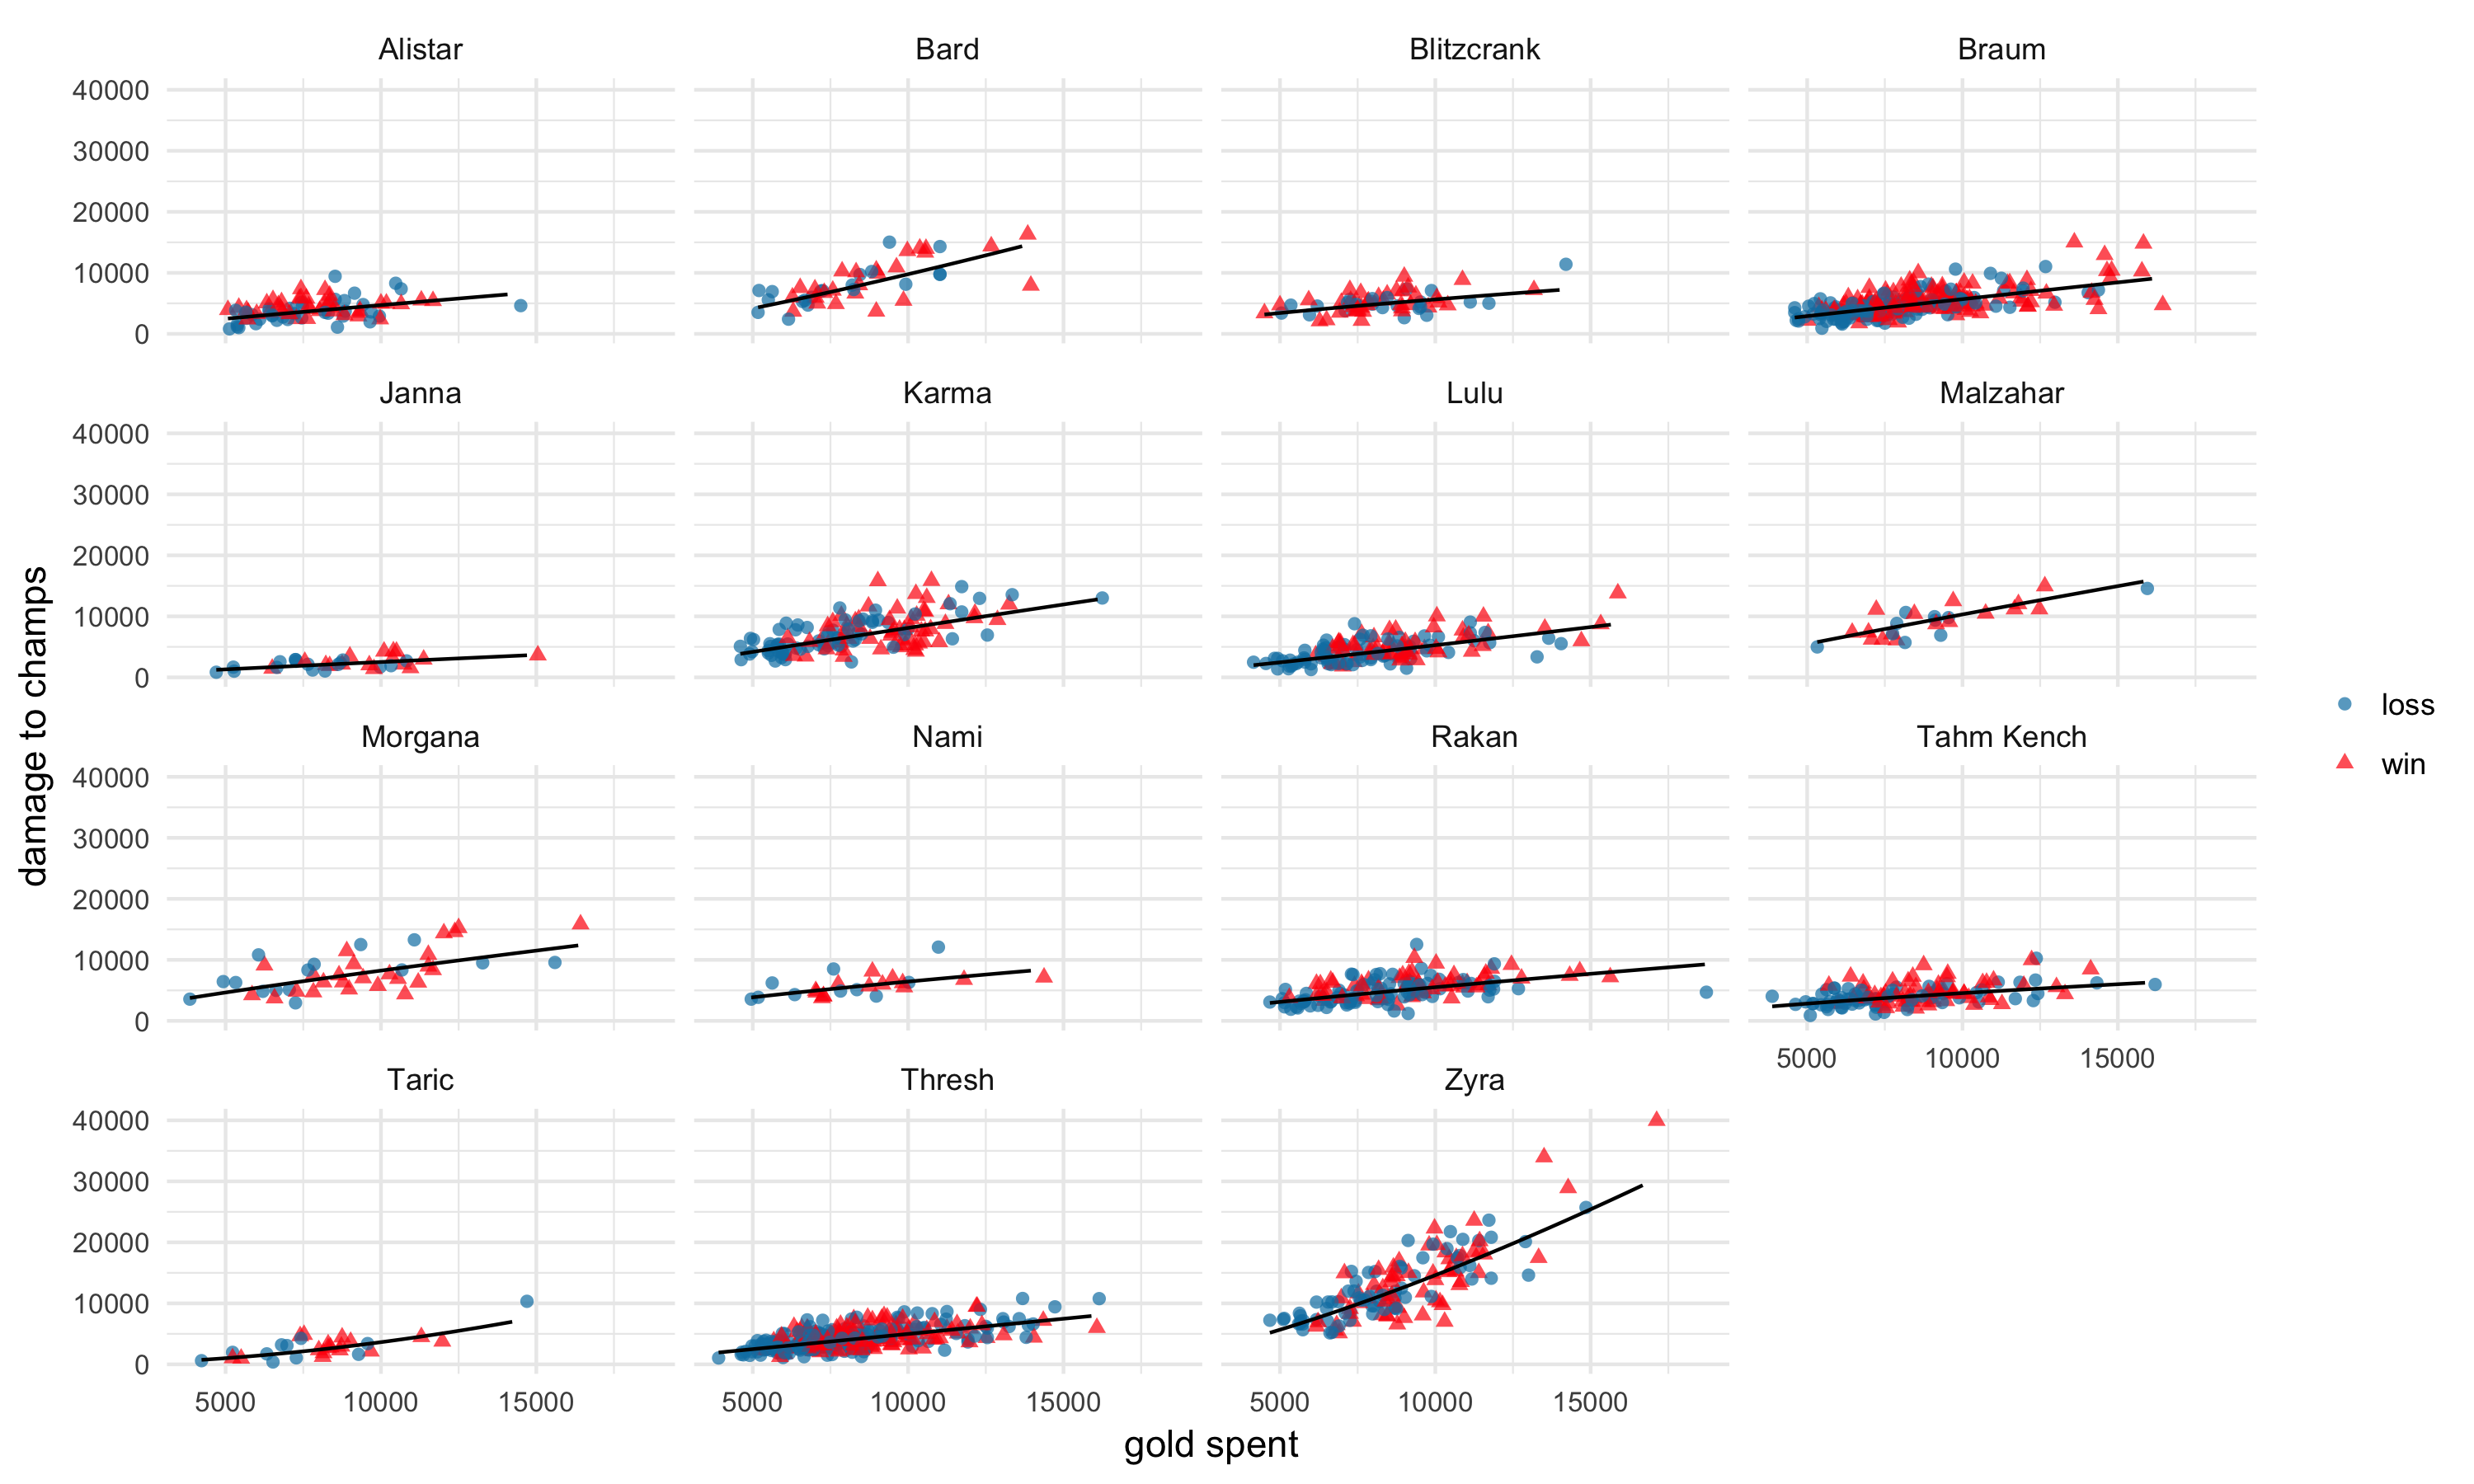 Alistar Bard Blitzcrank Braum
40000
30000
20000
10000
0
Janna Karma Lulu Malzahar
40000
30000
20000
10000
0
Morgana Nami Rakan Tahm Kench
40000
30000
20000
10000
0
5000 10000 15000
Taric Thresh Zyra
40000
30000
20000
10000
0
5000 10000 15000 5000 10000 15000 5000 10000 15000
gold spent
damage to champs
loss
win